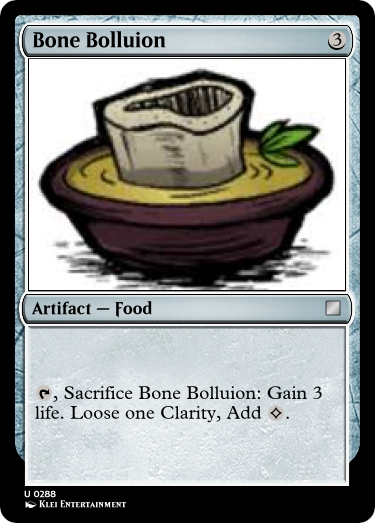 Bone Bolluion 3
Artifact — Food
, Sacrifice Bone Bolluion: Gain 3
life. Loose one Clarity, Add .
U 0288
Klei Entertainment